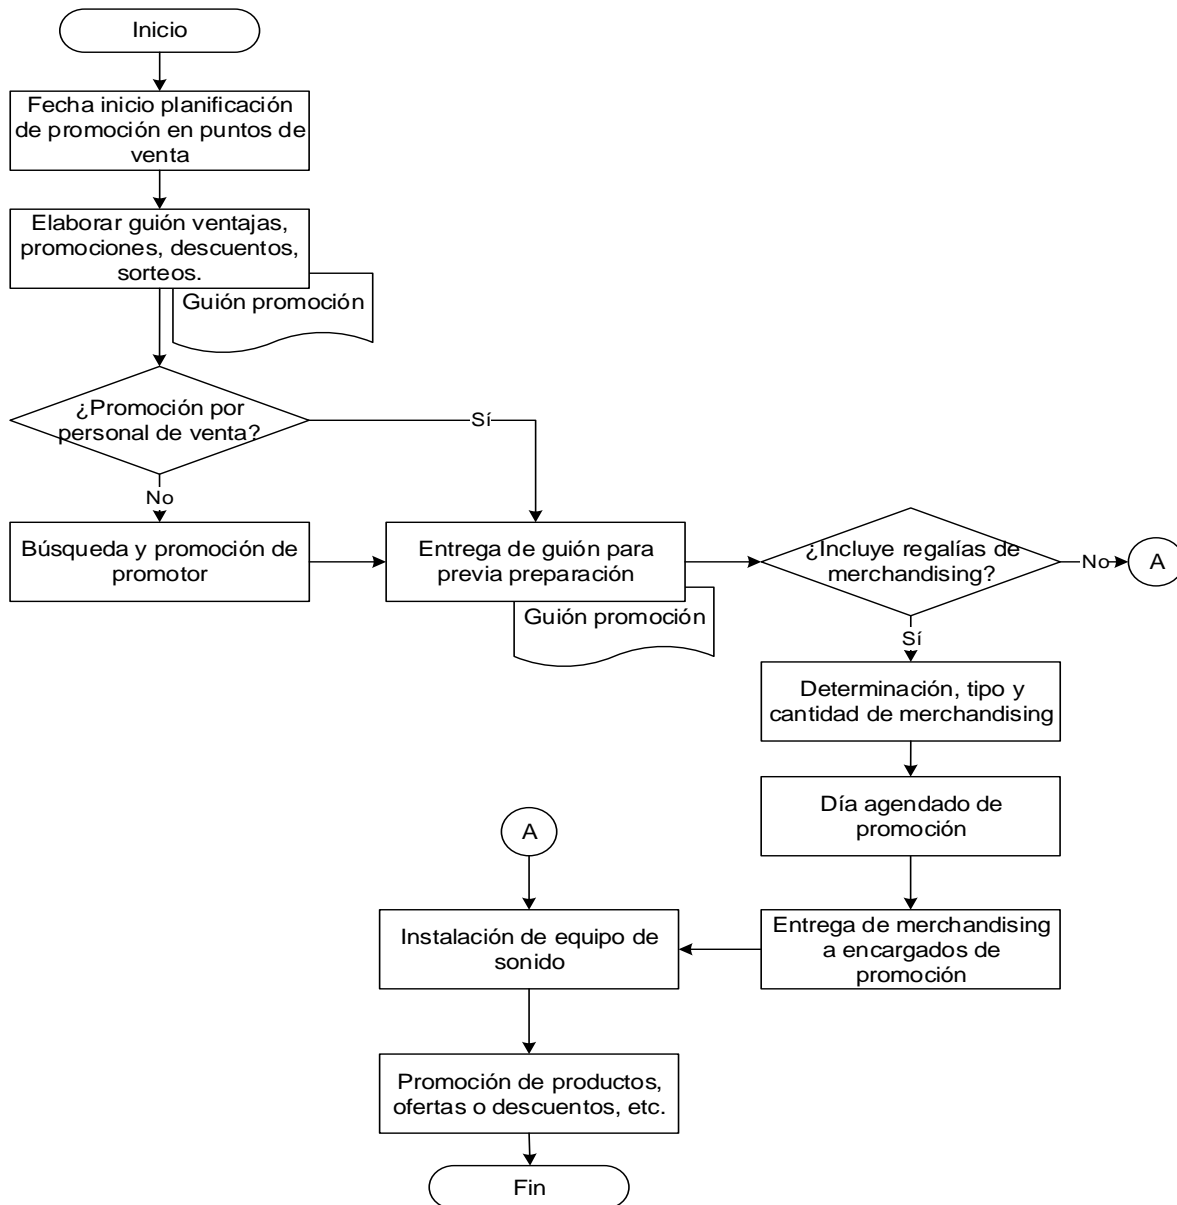 Inicio
Fecha inicio planificación
de promoción en puntos de
venta
Elaborar guión ventajas,
promociones, descuentos,
sorteos.
Guión promoción
¿Promoción por
personal de venta?
Sí
No
Búsqueda y promoción de
promotor
Entrega de guión para
previa preparación
Guión promoción
¿Incluye regalías de
merchandising?
No
A
Sí
Determinación, tipo y
cantidad de merchandising
Día agendado de
promoción
Entrega de merchandising
a encargados de
promoción
A
Instalación de equipo de
sonido
Promoción de productos,
ofertas o descuentos, etc.
Fin